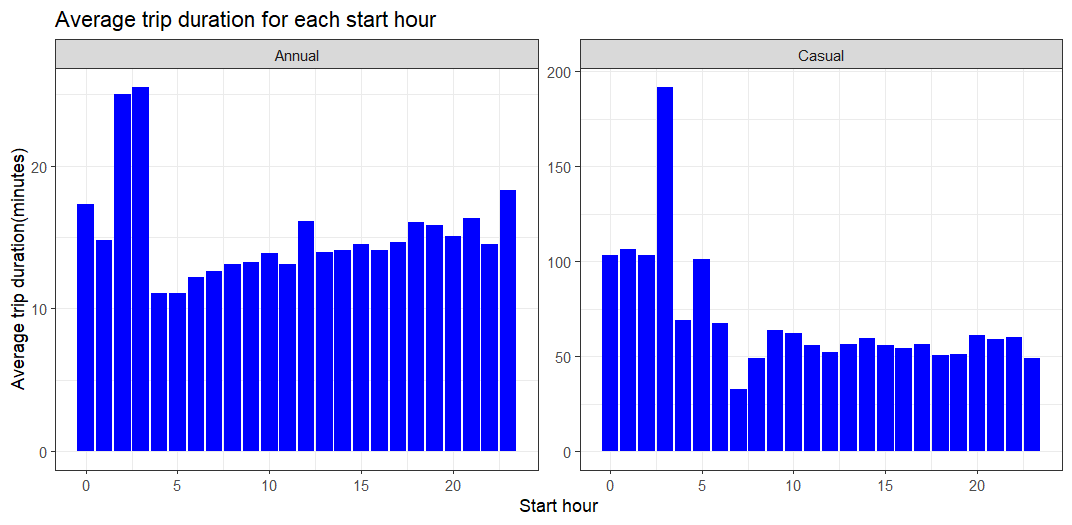 Average trip duration for each start hour
Annual
Casual
Average trip duration(minutes)
20
10
0
200
150
100
50
0
0 5 10 15 20
0 5 10 15 20
Start hour